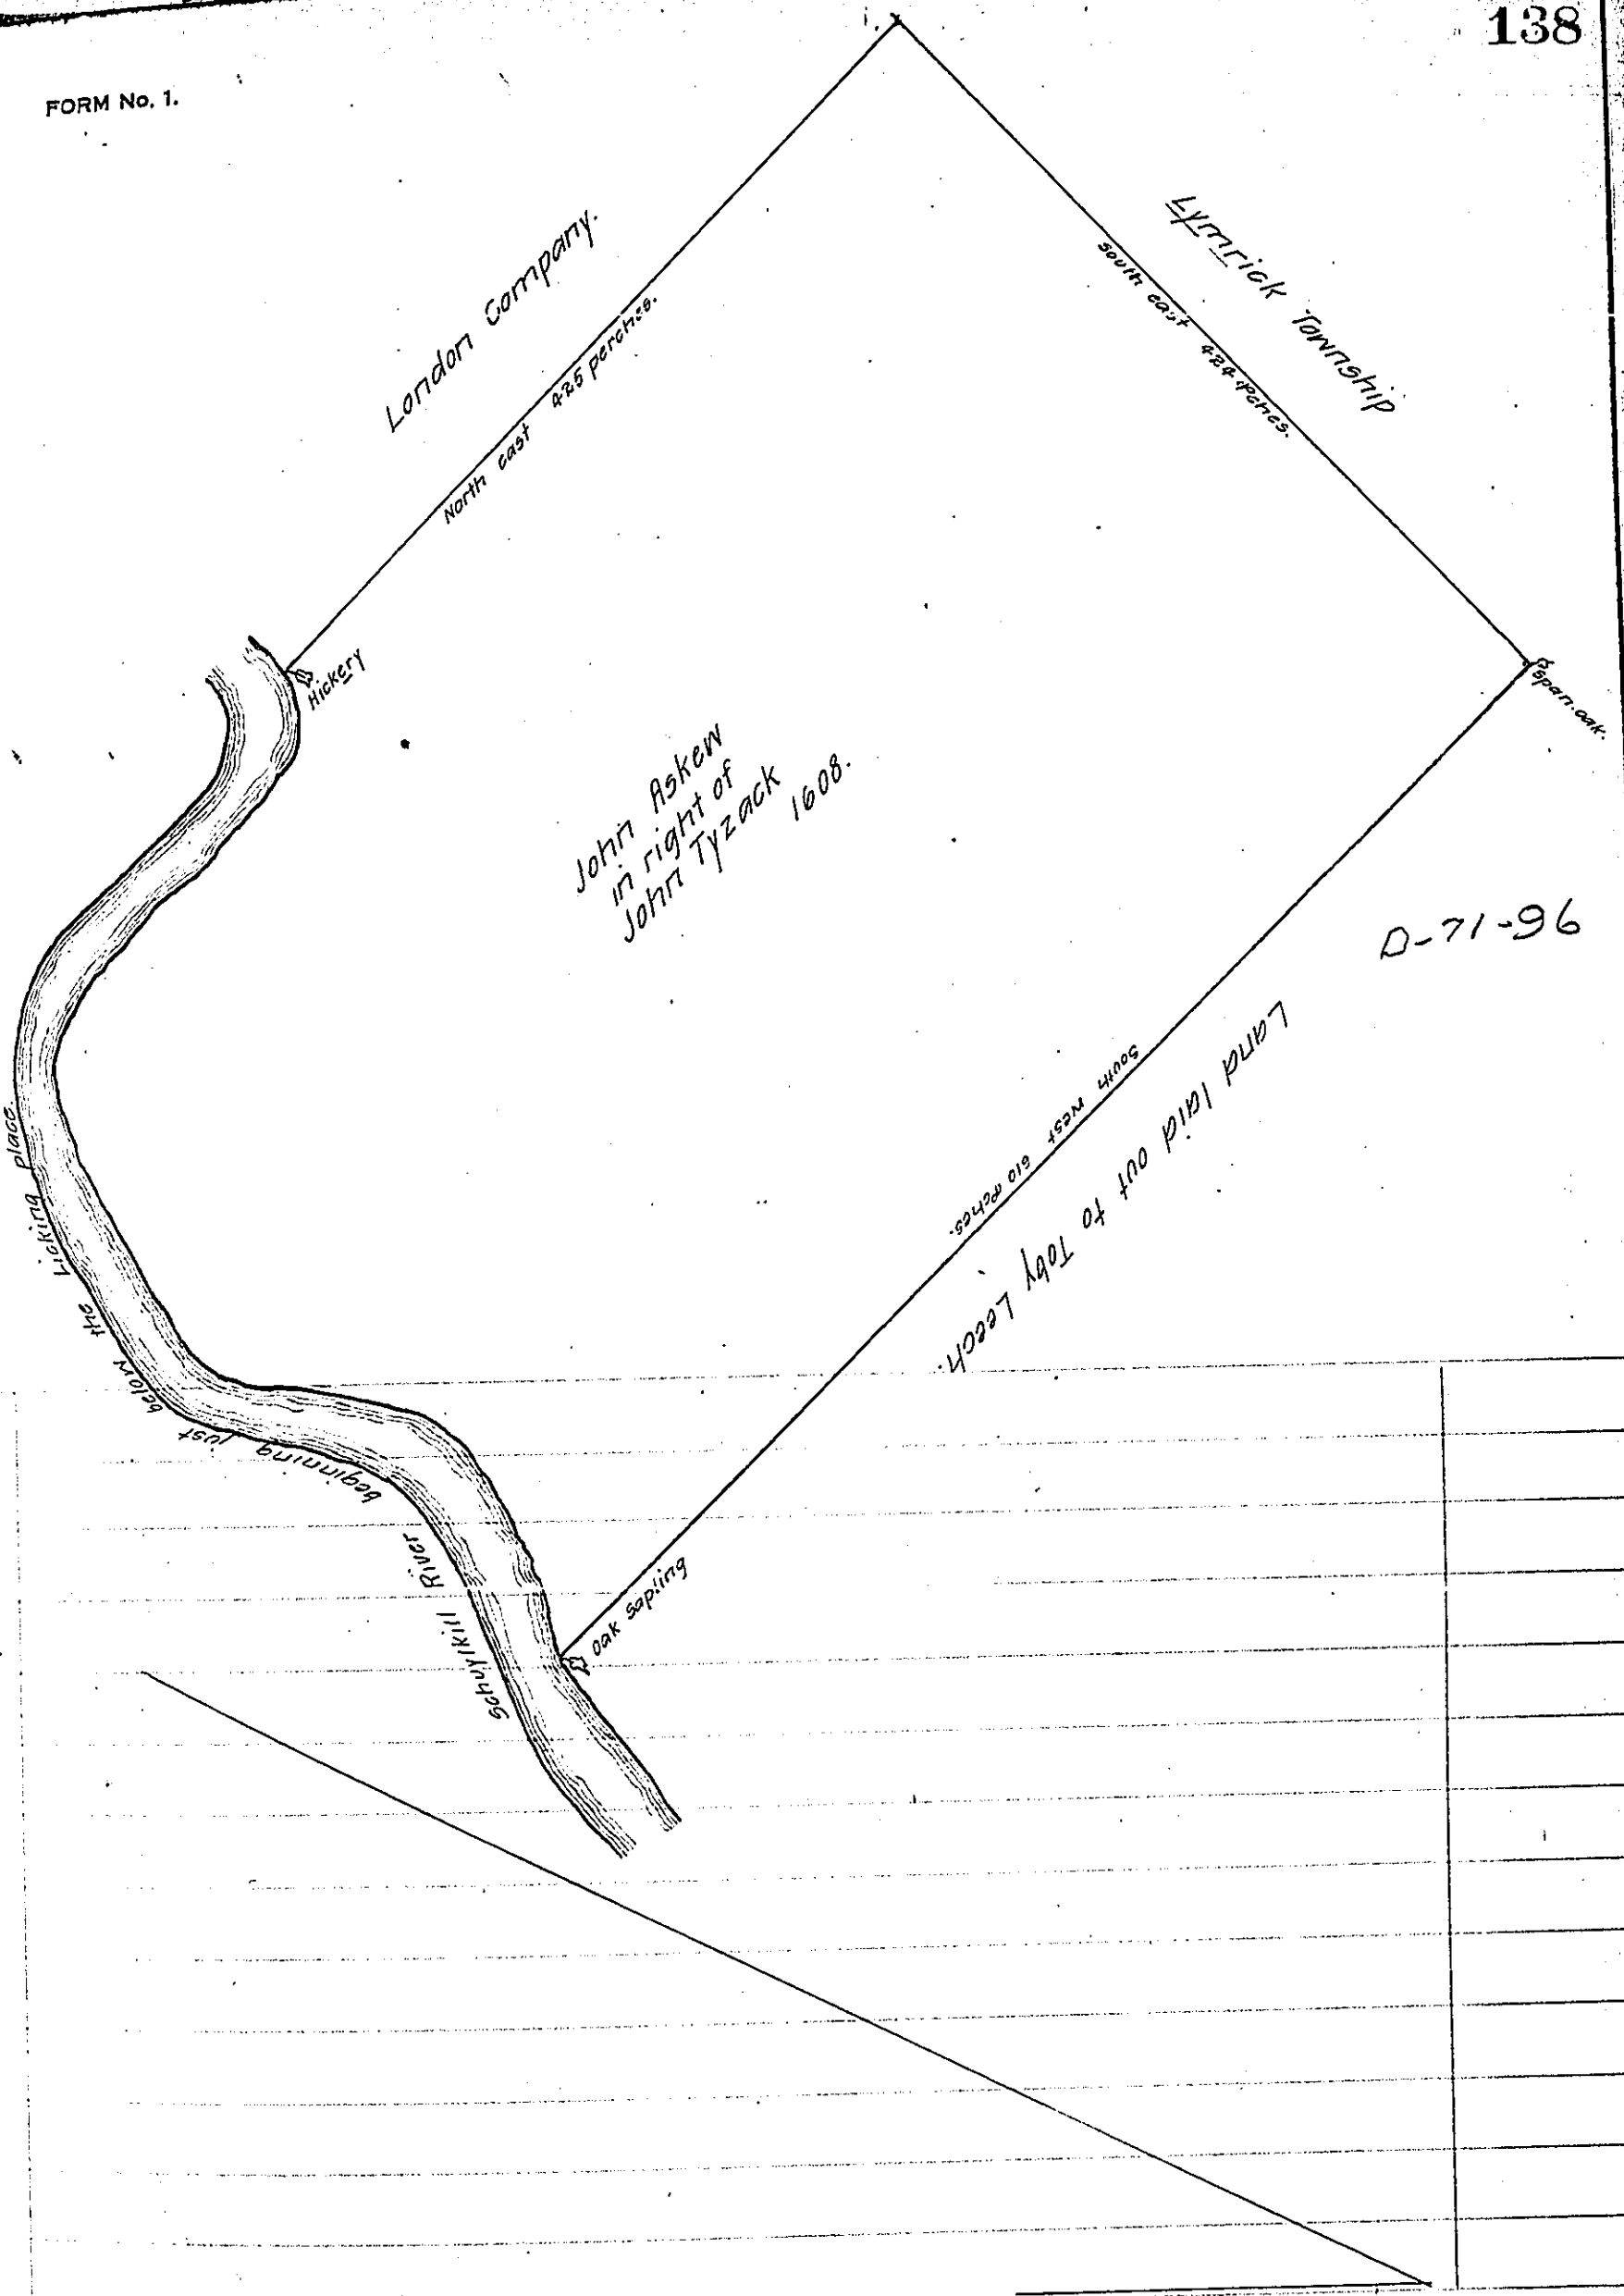 138
FORM No. 1.
London Company.
North east 425 perches.
Lymrick Township
South east 424 Pches.
Hickery
Span. oak.
John Askew
in right of
John Tyzack
1608.
D-71-96
South West 610 Pches.
Land laid out to Toby Leech.
Schuylkill River
beginning just below the Licking place.
Oak Sapling